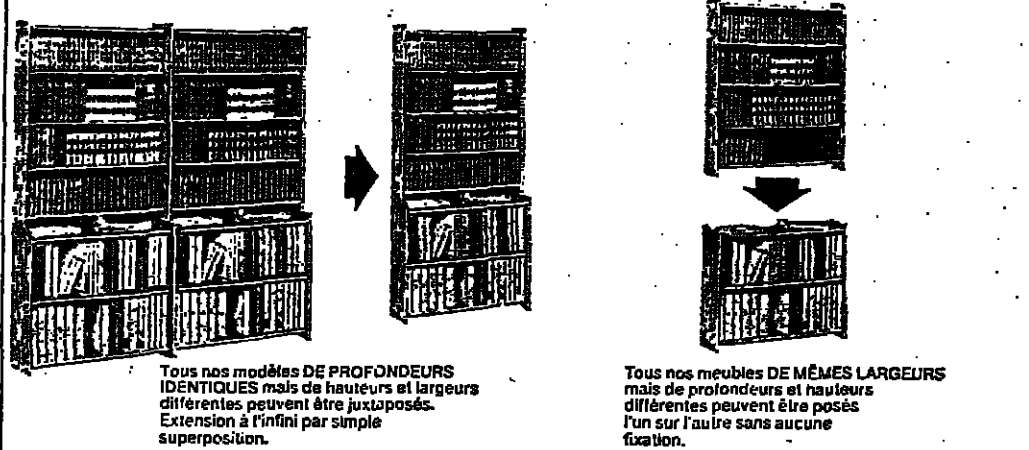 Tous nos modèles DE PROFONDEURS
IDENTIQUES mais de hauteurs et largeurs
différentes peuvent être juxtaposés.
Extension à l'infini par simple
superposition.
Tous nos meubles DE MÊMES LARGEURS
mais de profondeurs et hauteurs
différentes peuvent être posés
l'un sur l'autre sans aucune
fixation.